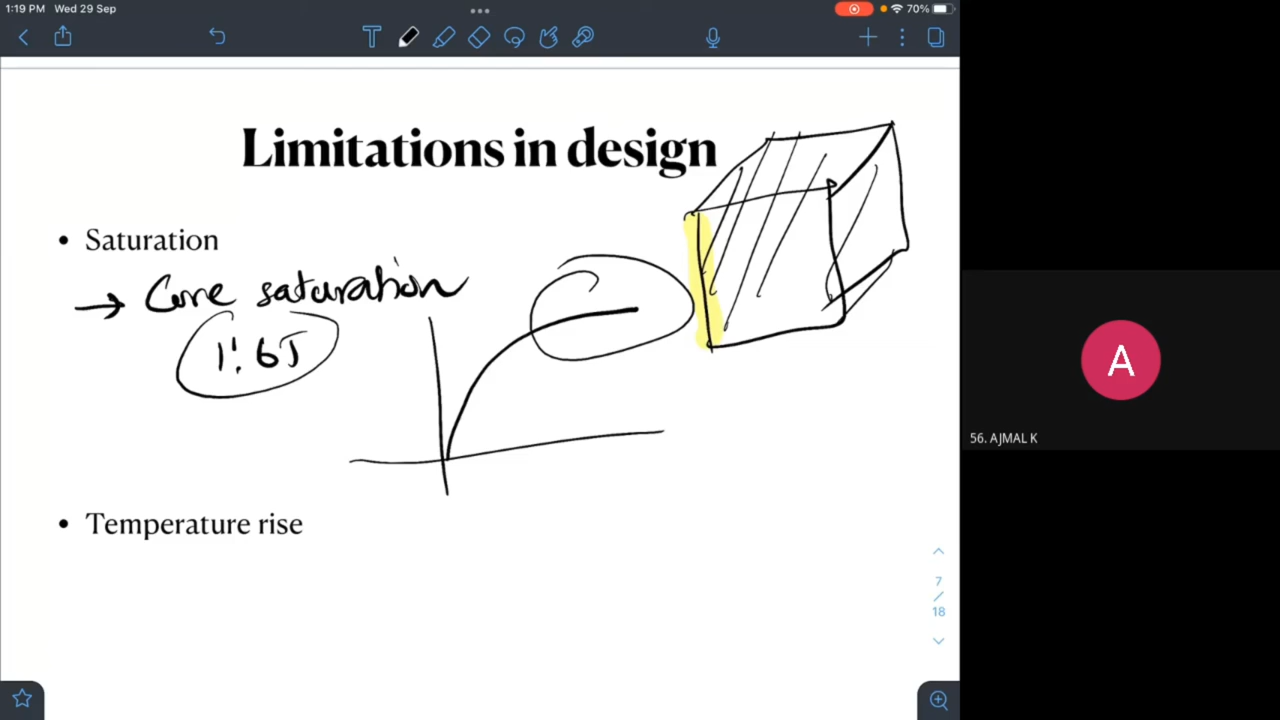 1:19 PM Wed 29 Sep
70%
Limitations in design
• Saturation
→ Core saturation
1.6T
• Temperature rise
7
/
18
A
56. AJMAL K